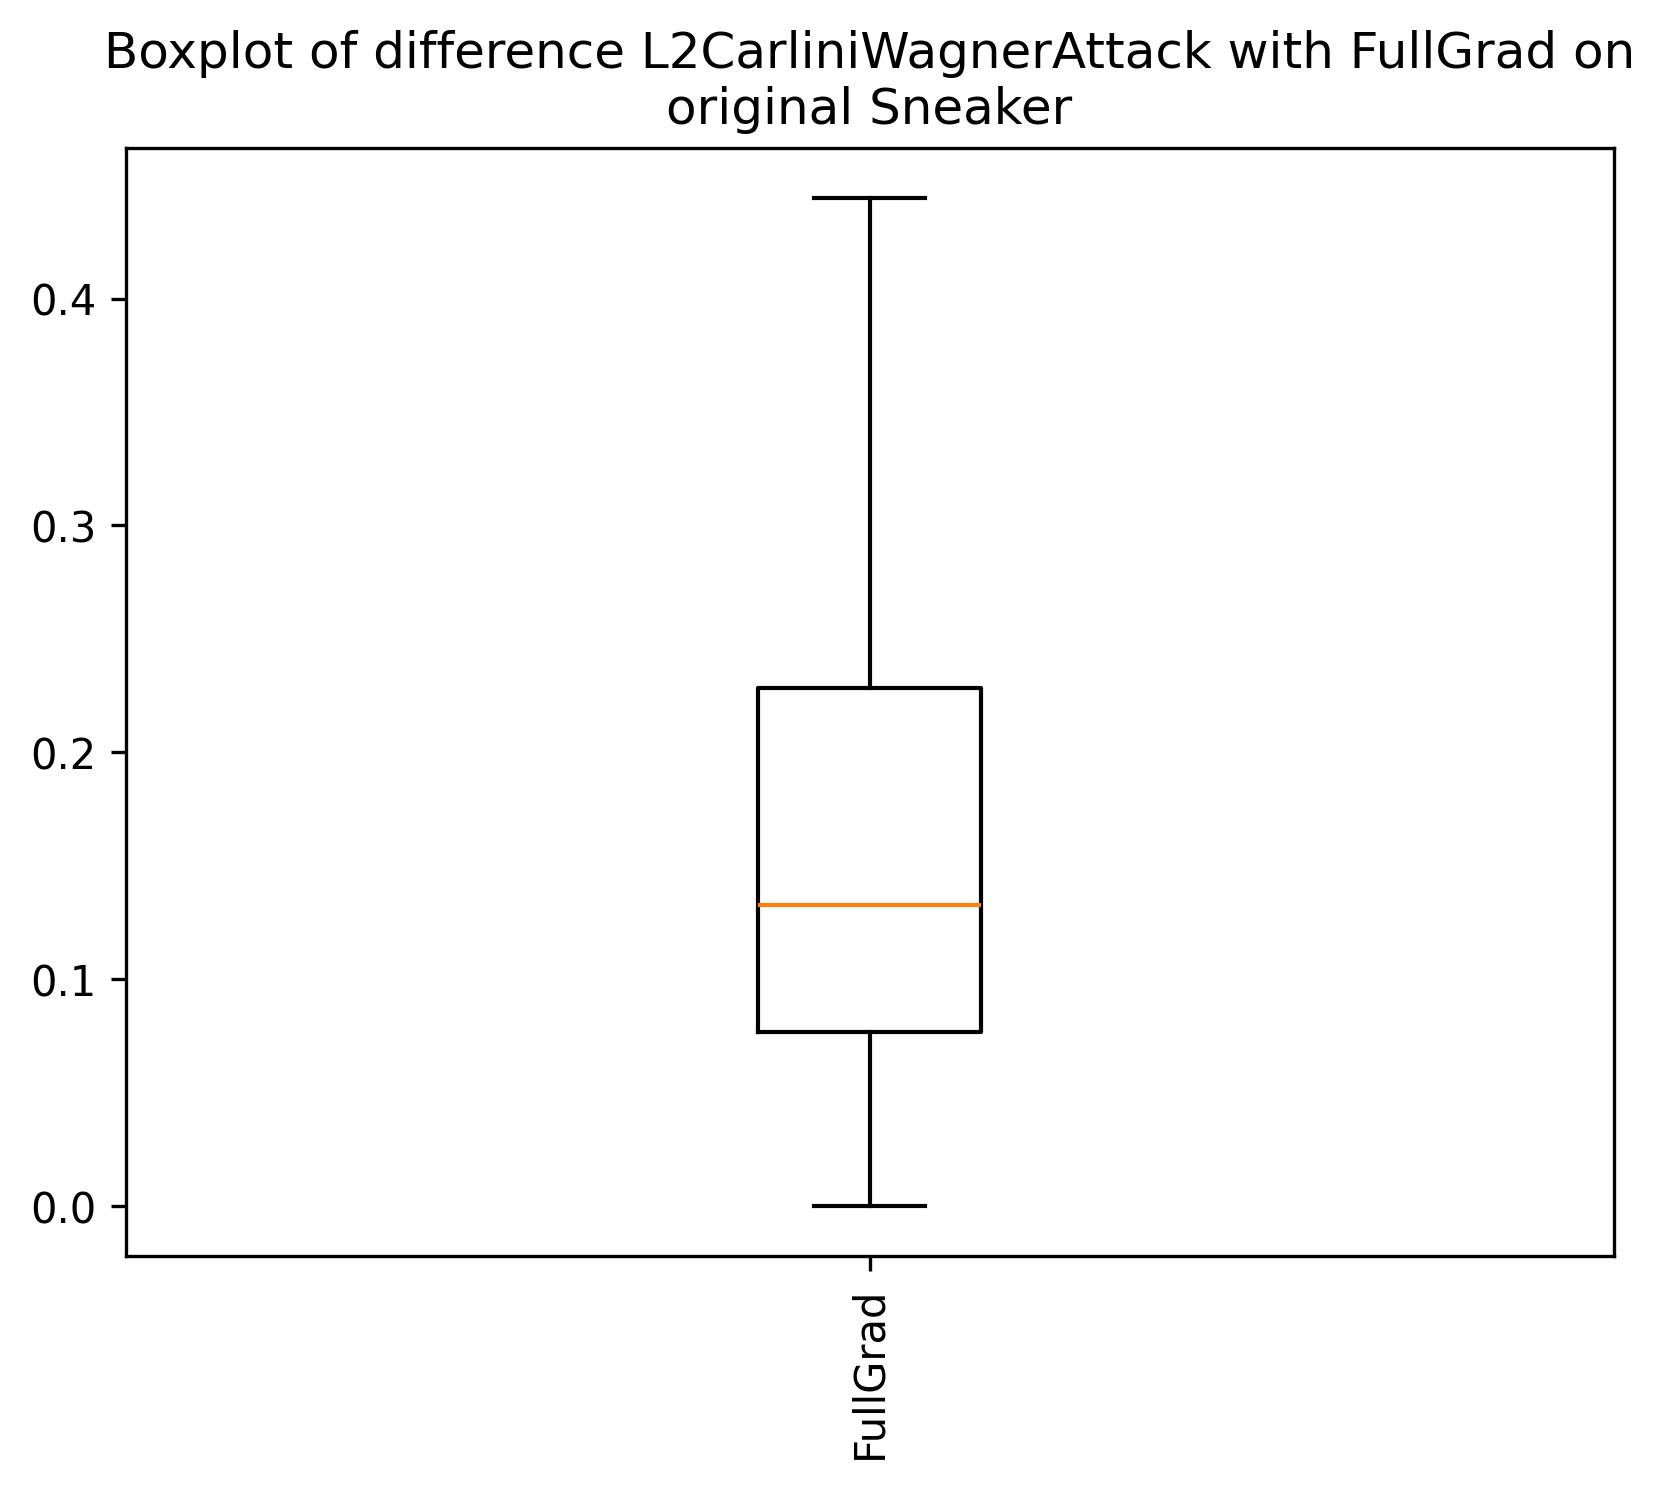 Boxplot of difference L2CarliniWagnerAttack with FullGrad on
original Sneaker
0.4
0.3
0.2
0.1
0.0
FullGrad